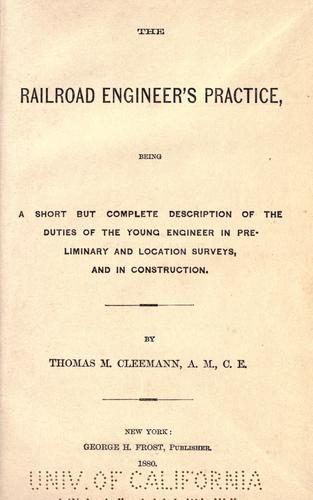 THE
RAILROAD ENGINEER'S PRACTICE,
BEING
A SHORT BUT COMPLETE DESCRIPTION OF THE
DUTIES OF THE YOUNG ENGINEER IN PRE-
LIMINARY AND LOCATION SURVEYS,
AND IN CONSTRUCTION.
BY
THOMAS M. CLEEMANN, A. M., C. E.
NEW YORK:
GEORGE H. FROST, PUBLISHER.
1880.
UNIV. OF CALIFORNIA